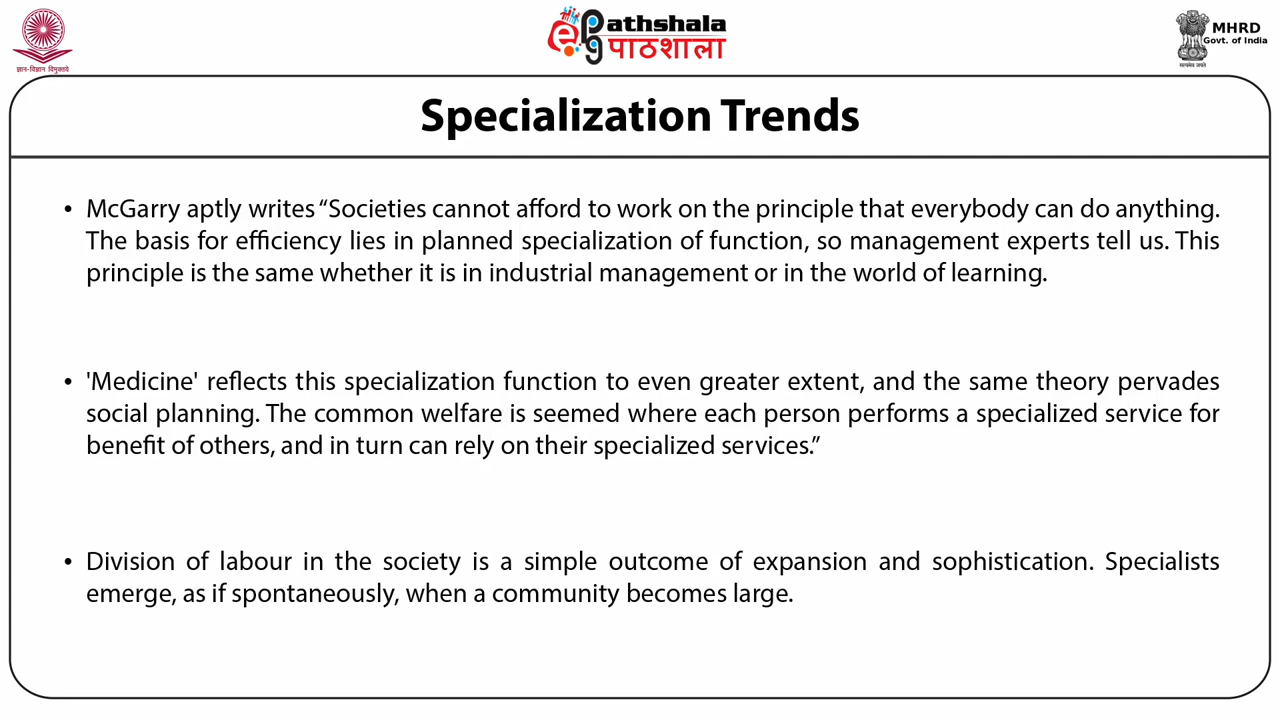 ज्ञान-विज्ञान विमुक्तये
Pathshala
पाठशाला
MHRD
Govt. of India
सत्यमेव जयते
Specialization Trends
• McGarry aptly writes “Societies cannot afford to work on the principle that everybody can do anything.
The basis for efficiency lies in planned specialization of function, so management experts tell us. This
principle is the same whether it is in industrial management or in the world of learning.
• 'Medicine' reflects this specialization function to even greater extent, and the same theory pervades
social planning. The common welfare is seemed where each person performs a specialized service for
benefit of others, and in turn can rely on their specialized services.”
• Division of labour in the society is a simple outcome of expansion and sophistication. Specialists
emerge, as if spontaneously, when a community becomes large.